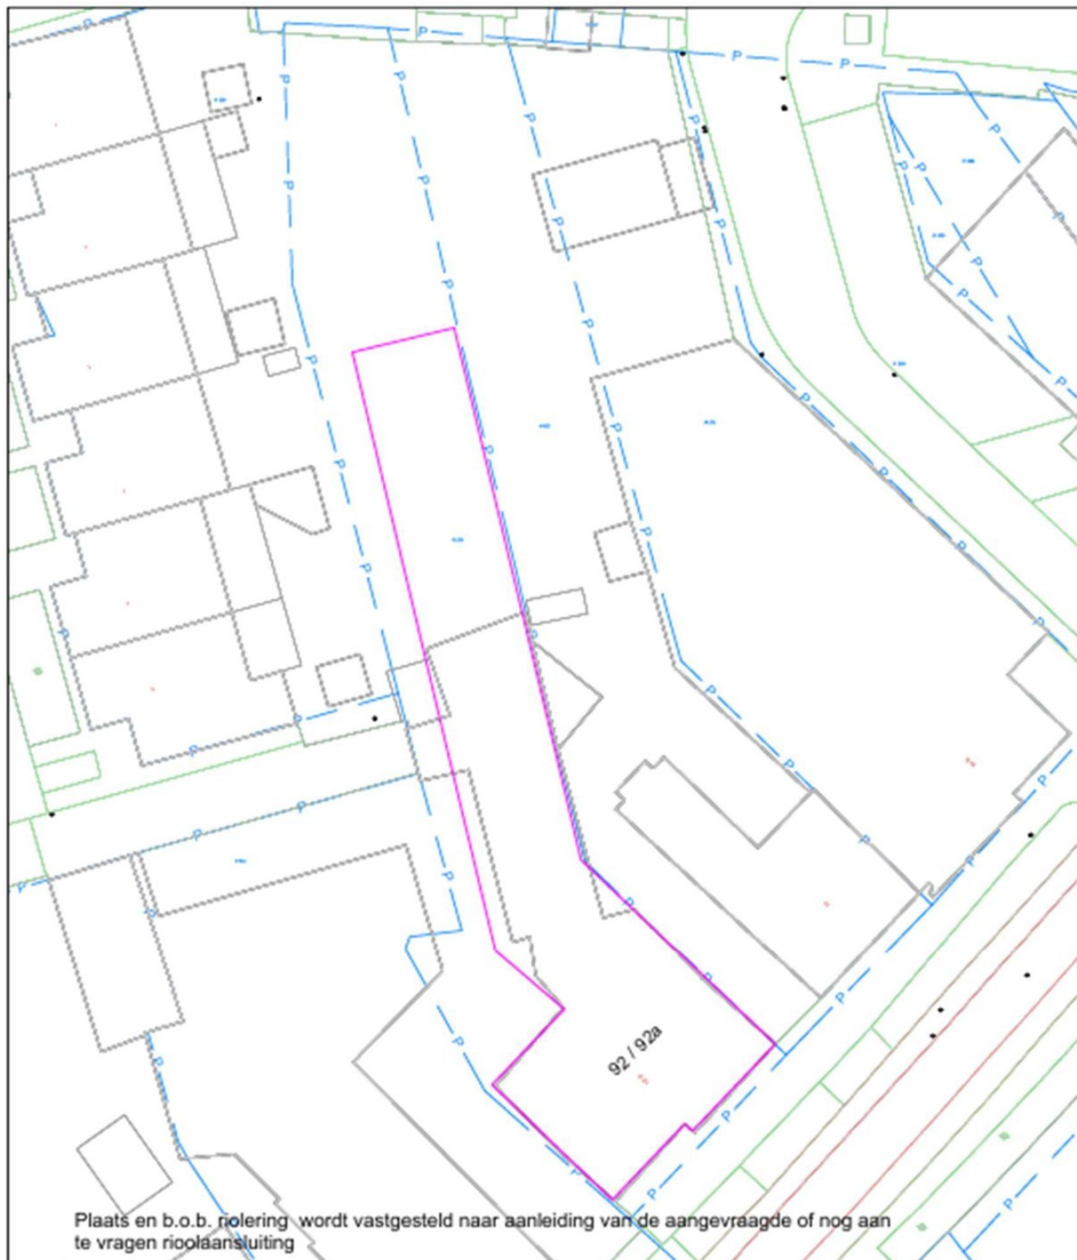 92 / 92a
Plaats en b.o.b. riolering wordt vastgesteld naar aanleiding van de aangevraagde of nog aan
te vragen rioolaansluiting